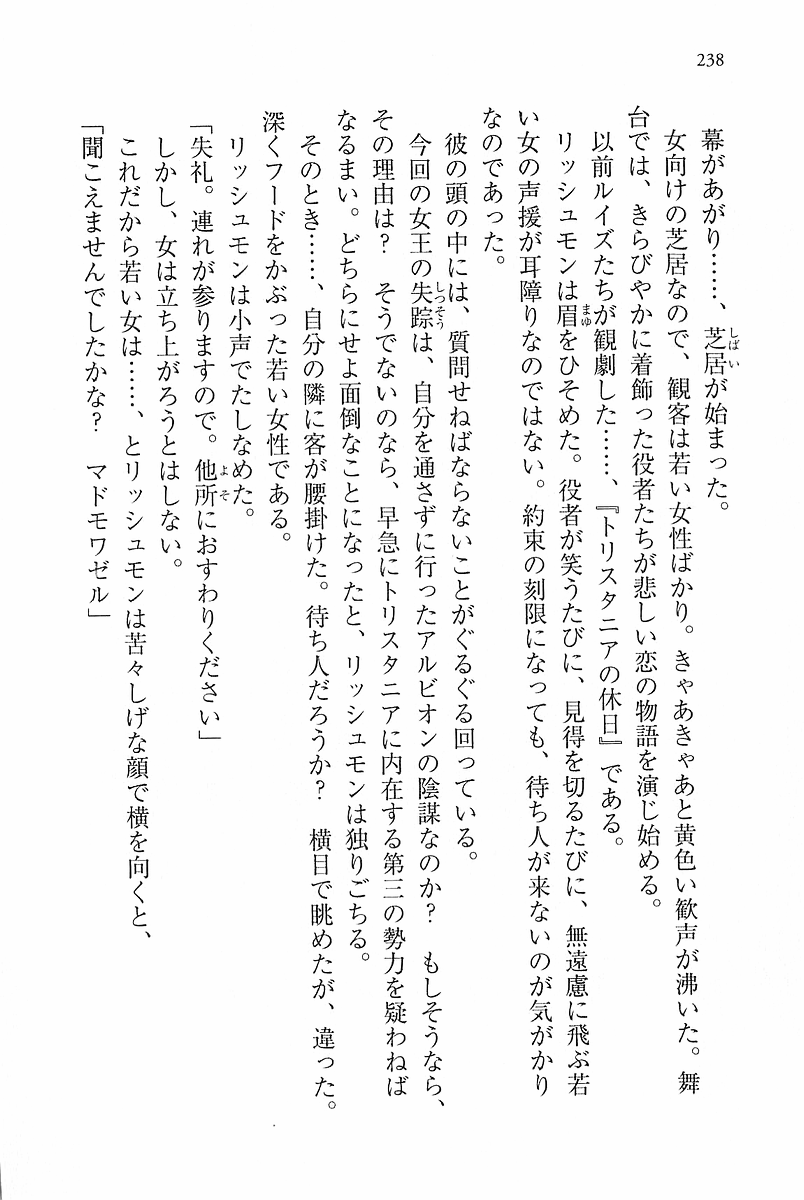 238
幕があがり……、芝居が始まった。
女向けの芝居なので、観客は若い女性ばかり。きゃあきゃあと黄色い歓声が沸いた。舞
台では、きらびやかに着飾った役者たちが悲しい恋の物語を演じ始める。
以前ルイズたちが観劇した……、『トリスタニアの休日』である。
リッシュモンは眉をひそめた。役者が笑うたびに、見得を切るたびに、無遠慮に飛ぶ若
い女の声援が耳障りなのではない。約束の刻限になっても、待ち人が来ないのが気がかり
なのであった。
彼の頭の中には、質問せねばならないことがぐるぐる回っている。
今回の女王の失踪は、自分を通さずに行ったアルビオンの陰謀なのか?　もしそうなら、
その理由は?　そうでないのなら、早急にトリスタニアに内在する第三の勢力を疑わねば
なるまい。どちらにせよ面倒なことになったと、リッシュモンは独りごちる。
そのとき……、自分の隣に客が腰掛けた。待ち人だろうか?　横目で眺めたが、違った。
深くフードをかぶった若い女性である。
リッシュモンは小声でたしなめた。
「失礼。連れが参りますので。他所におすわりください」
しかし、女は立ち上がろうとはしない。
これだから若い女は……、とリッシュモンは苦々しげな顔で横を向くと、
「聞こえませんでしたかな?　マドモワゼル」